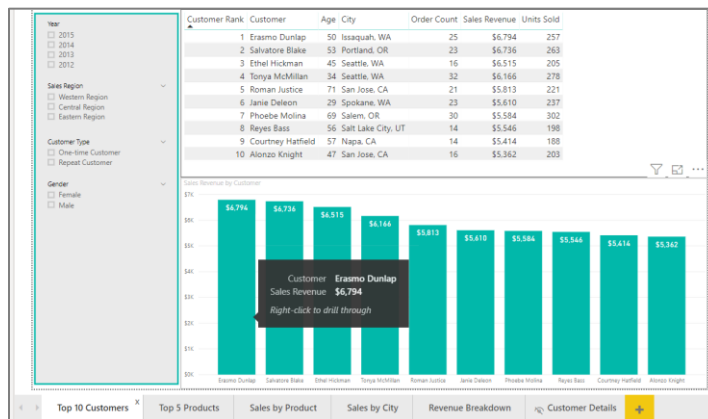 Year
2015
2014
2013
2012
Sales Region
Western Region
Central Region
Eastern Region
Customer Type
One-time Customer
Repeat Customer
Gender
Female
Male
Customer Rank Customer Age City Order Count Sales Revenue Units Sold
1 Erasmo Dunlap 50 Issaquah, WA 25 $6,794 257
2 Salvatore Blake 53 Portland, OR 23 $6,736 263
3 Ethel Hickman 45 Seattle, WA 16 $6,515 205
4 Tonya McMillan 34 Seattle, WA 32 $6,166 278
5 Roman Justice 71 San Jose, CA 21 $5,813 221
6 Janie Deleon 29 Spokane, WA 23 $5,610 237
7 Phoebe Molina 69 Salem, OR 30 $5,584 302
8 Reyes Bass 56 Salt Lake City, UT 14 $5,546 198
9 Courtney Hatfield 57 Napa, CA 14 $5,414 188
10 Alonzo Knight 47 San Jose, CA 16 $5,362 203
Sales Revenue by Customer
$7K
$6K
$5K
$4K
$3K
$2K
$1K
$0K
$6,794 $6,736 $6,515 $6,166 $5,813 $5,610 $5,584 $5,546 $5,414 $5,362
Customer Erasmo Dunlap
Sales Revenue $6,794
Right-click to drill through
Erasmo Dunlap Salvatore Blake Ethel Hickman Tonya McMillan Roman Justice Janie Deleon Phoebe Molina Reyes Bass Courtney Hatfield Alonzo Knight
Top 10 Customers x Top 5 Products Sales by Product Sales by City Revenue Breakdown Customer Details +